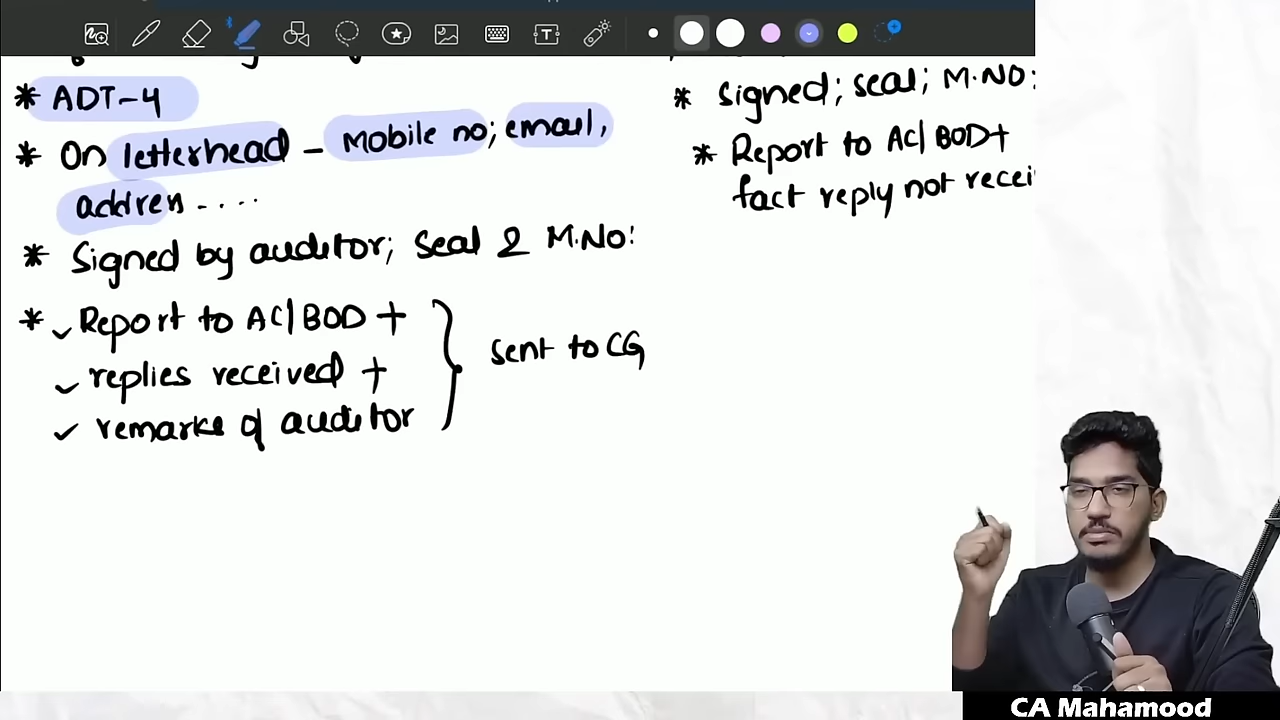 * ADT-4
* On letterhead - Mobile no; email,
addres ....
* Signed by auditor; Seal & M.No:
* ✓ Report to AC/BOD +
✓ replies received +
✓ remarks of auditor
sent to CG
* Signed; seal; M.NO:
* Report to AC/BOD+
fact reply not recei
CA Mahamood